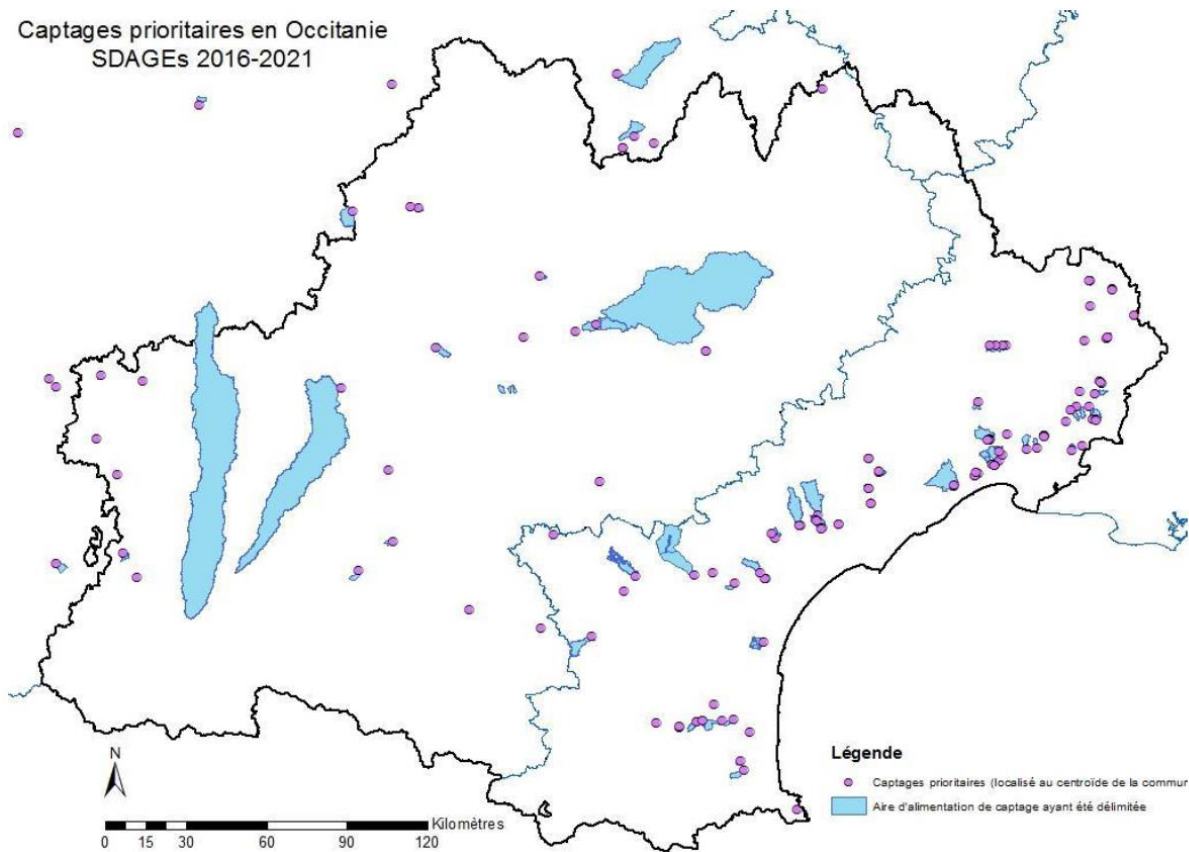 Captages prioritaires en Occitanie
SDAGEs 2016-2021
N
Kilomètres
0 15 30 60 90 120
Légende
Captages prioritaires (localisé au centroïde de la commur
Aire d'alimentation de captage ayant été délimitée